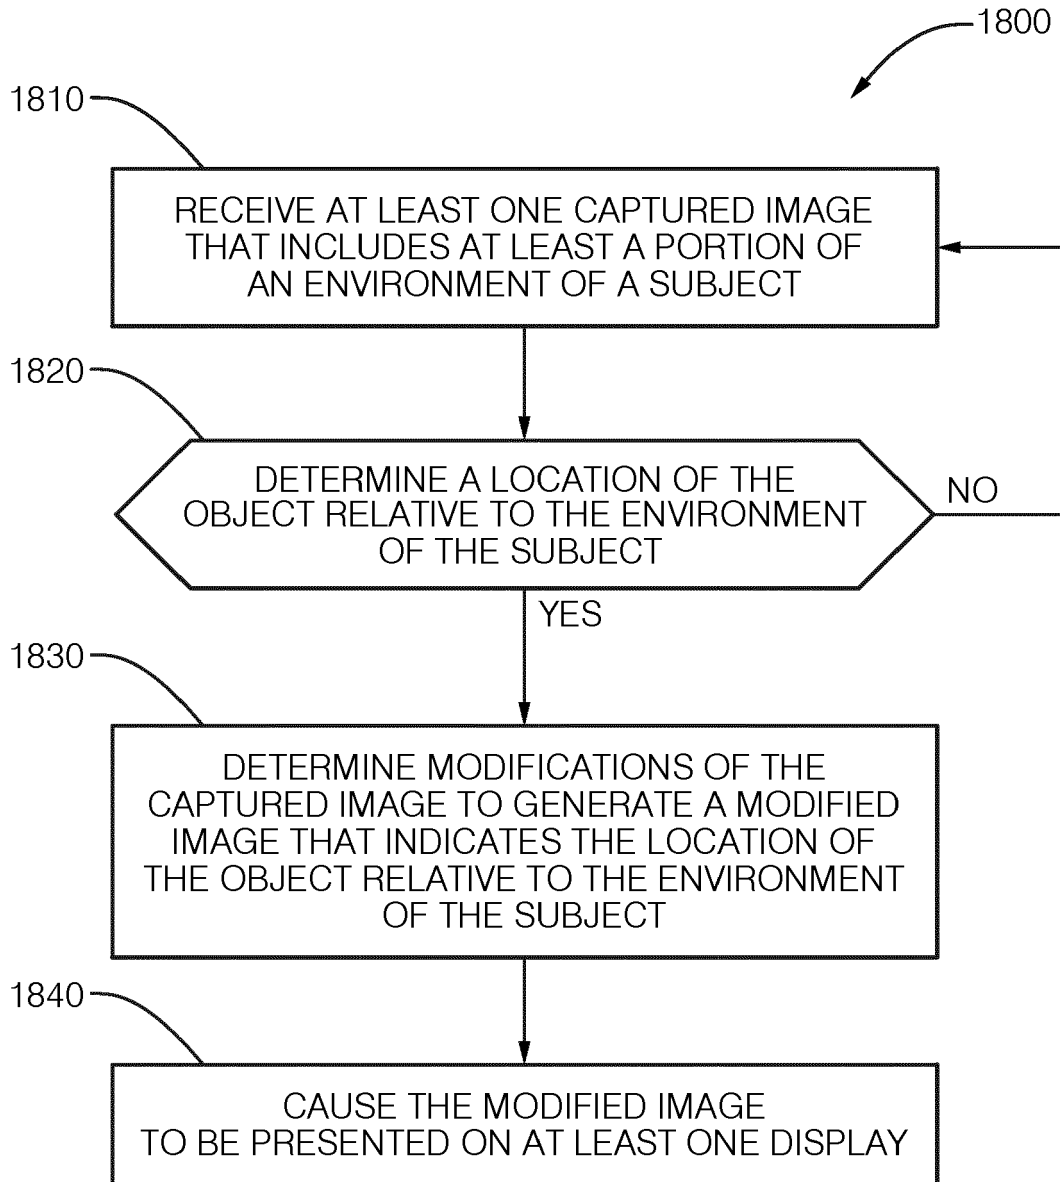 1800
1810
RECEIVE AT LEAST ONE CAPTURED IMAGE
THAT INCLUDES AT LEAST A PORTION OF
AN ENVIRONMENT OF A SUBJECT
1820
DETERMINE A LOCATION OF THE
OBJECT RELATIVE TO THE ENVIRONMENT
OF THE SUBJECT
NO
YES
1830
DETERMINE MODIFICATIONS OF THE
CAPTURED IMAGE TO GENERATE A MODIFIED
IMAGE THAT INDICATES THE LOCATION OF
THE OBJECT RELATIVE TO THE ENVIRONMENT
OF THE SUBJECT
1840
CAUSE THE MODIFIED IMAGE
TO BE PRESENTED ON AT LEAST ONE DISPLAY